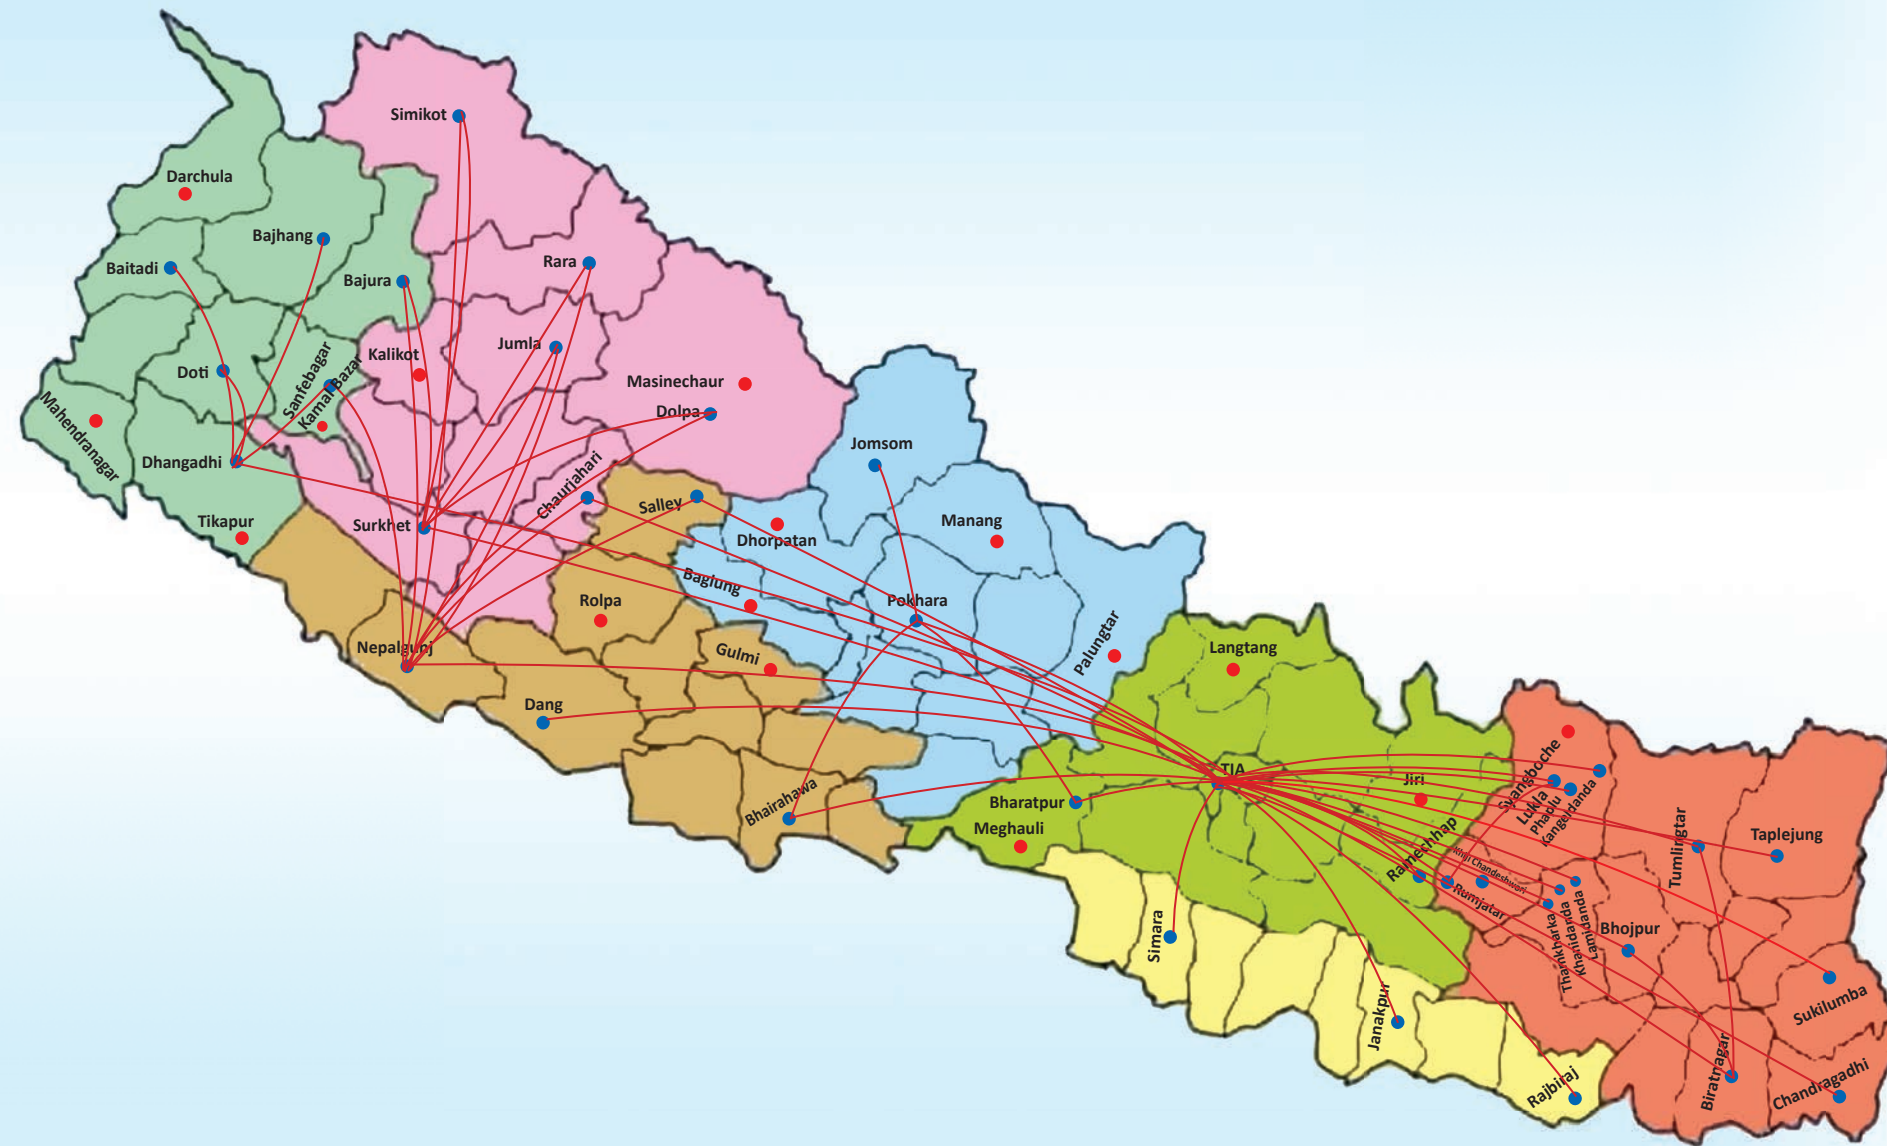 Simikot
Darchula
Bajhang
Rara
Baitadi
Bajura
Jumla
Kalikot
Doti
Sanfebagar
Kamal Bazar
Masinechaur
Dolpa
Mahendranagar
Jomsom
Dhangadhi
Chaurjahari
Salley
Tikapur
Surkhet
Manang
Dhorpatan
Baglung
Rolpa
Pokhara
Palungtar
Nepalgunj
Gulmi
Langtang
Dang
TIA
Syangboche
Jiri
Lukla
Phaplu
Kangeldanda
Bhairahawa
Bharatpur
Meghauli
Ramechhap
Tumlingtar
Taplejung
Khiji Chandeshwori
Rumjatar
Simara
Thamkharka
Khanidanda
Lamidanda
Bhojpur
Sukilumba
Janakpur
Rajbiraj
Biratnagar
Chandragadhi